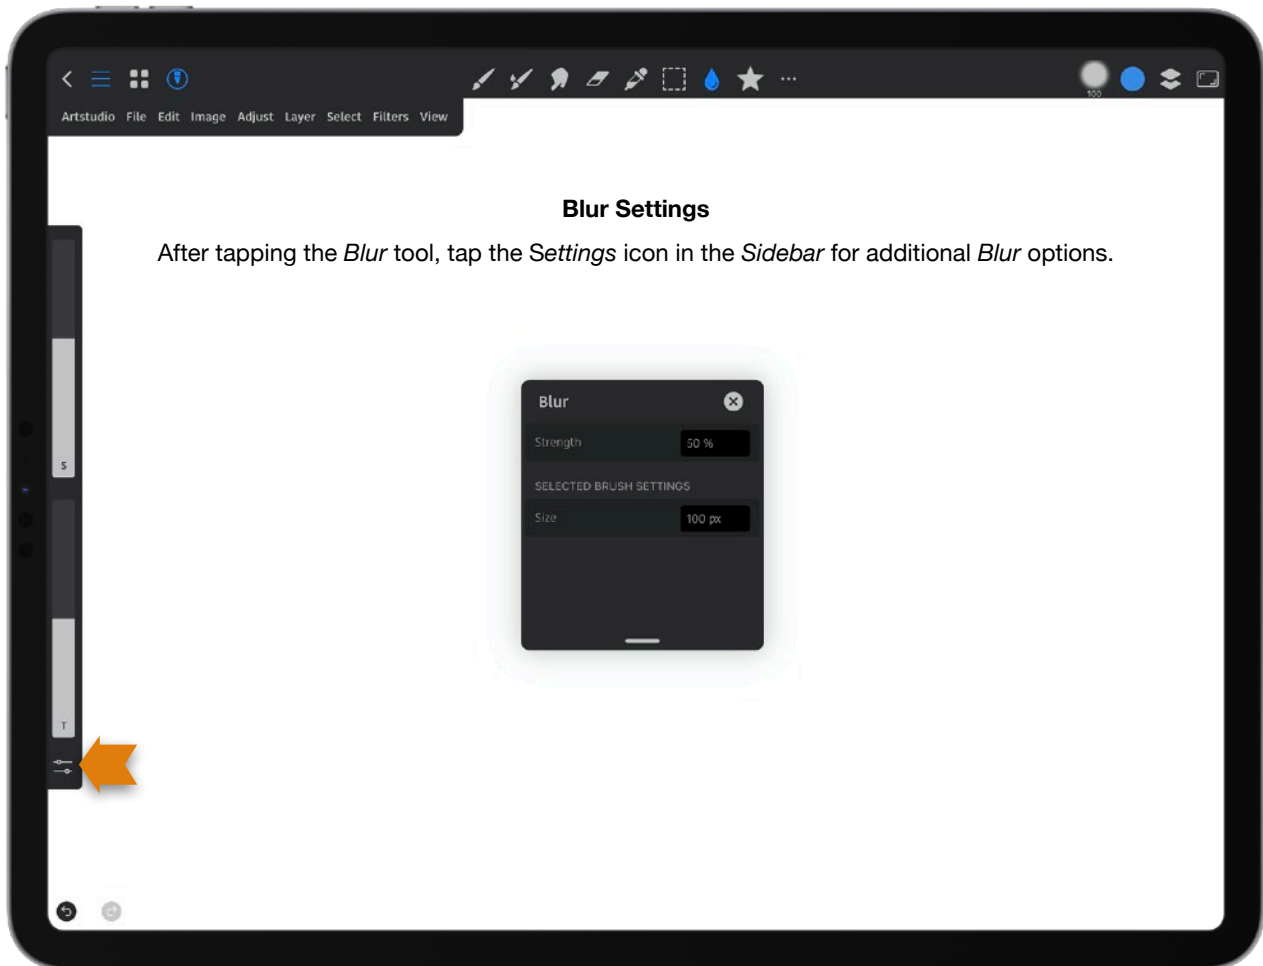 100
Artstudio File Edit Image Adjust Layer Select Filters View
Blur Settings
After tapping the Blur tool, tap the Settings icon in the Sidebar for additional Blur options.
Blur
Strength 50 %
SELECTED BRUSH SETTINGS
Size 100 px
S
T